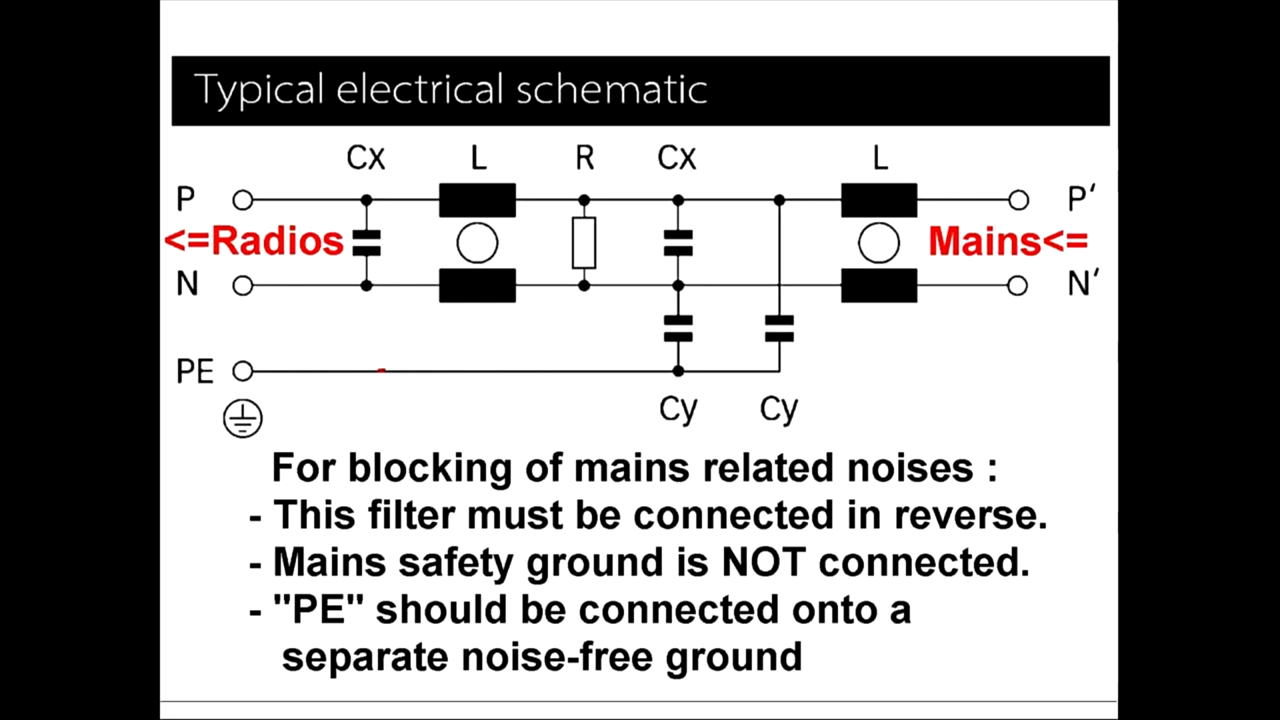 Typical electrical schematic
Cx L R Cx L
P P′
<=Radios Mains<=
N N′
PE
Cy Cy
For blocking of mains related noises :
- This filter must be connected in reverse.
- Mains safety ground is NOT connected.
- "PE" should be connected onto a
separate noise-free ground